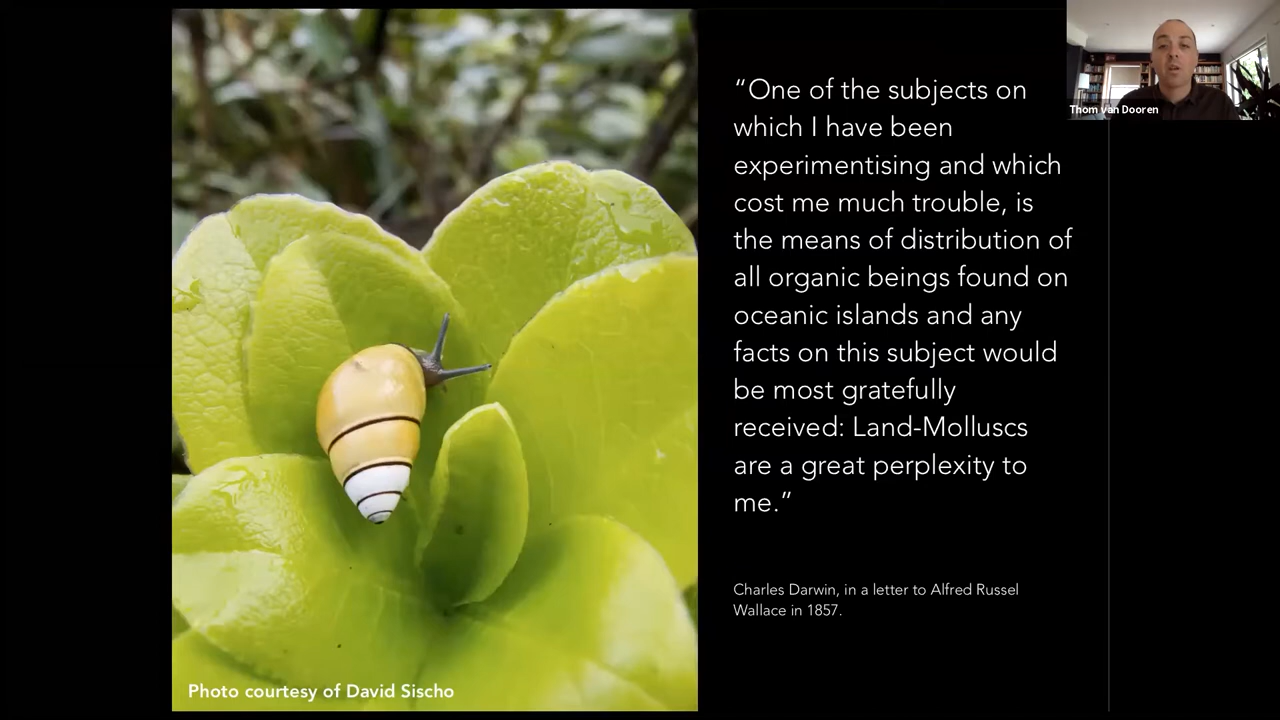 “One of the subjects on
which I have been
experimentising and which
cost me much trouble, is
the means of distribution of
all organic beings found on
oceanic islands and any
facts on this subject would
be most gratefully
received: Land-Molluscs
are a great perplexity to
me.”
Charles Darwin, in a letter to Alfred Russel
Wallace in 1857.
Photo courtesy of David Sischo
Thom van Dooren